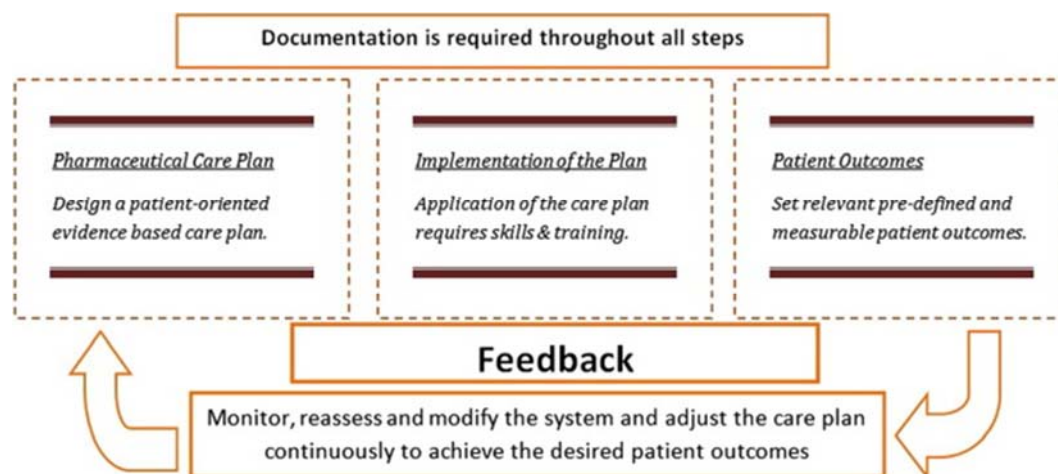 Documentation is required throughout all steps
Pharmaceutical Care Plan
Design a patient-oriented
evidence based care plan.
Implementation of the Plan
Application of the care plan
requires skills & training.
Patient Outcomes
Set relevant pre-defined and
measurable patient outcomes.
Feedback
Monitor, reassess and modify the system and adjust the care plan
continuously to achieve the desired patient outcomes